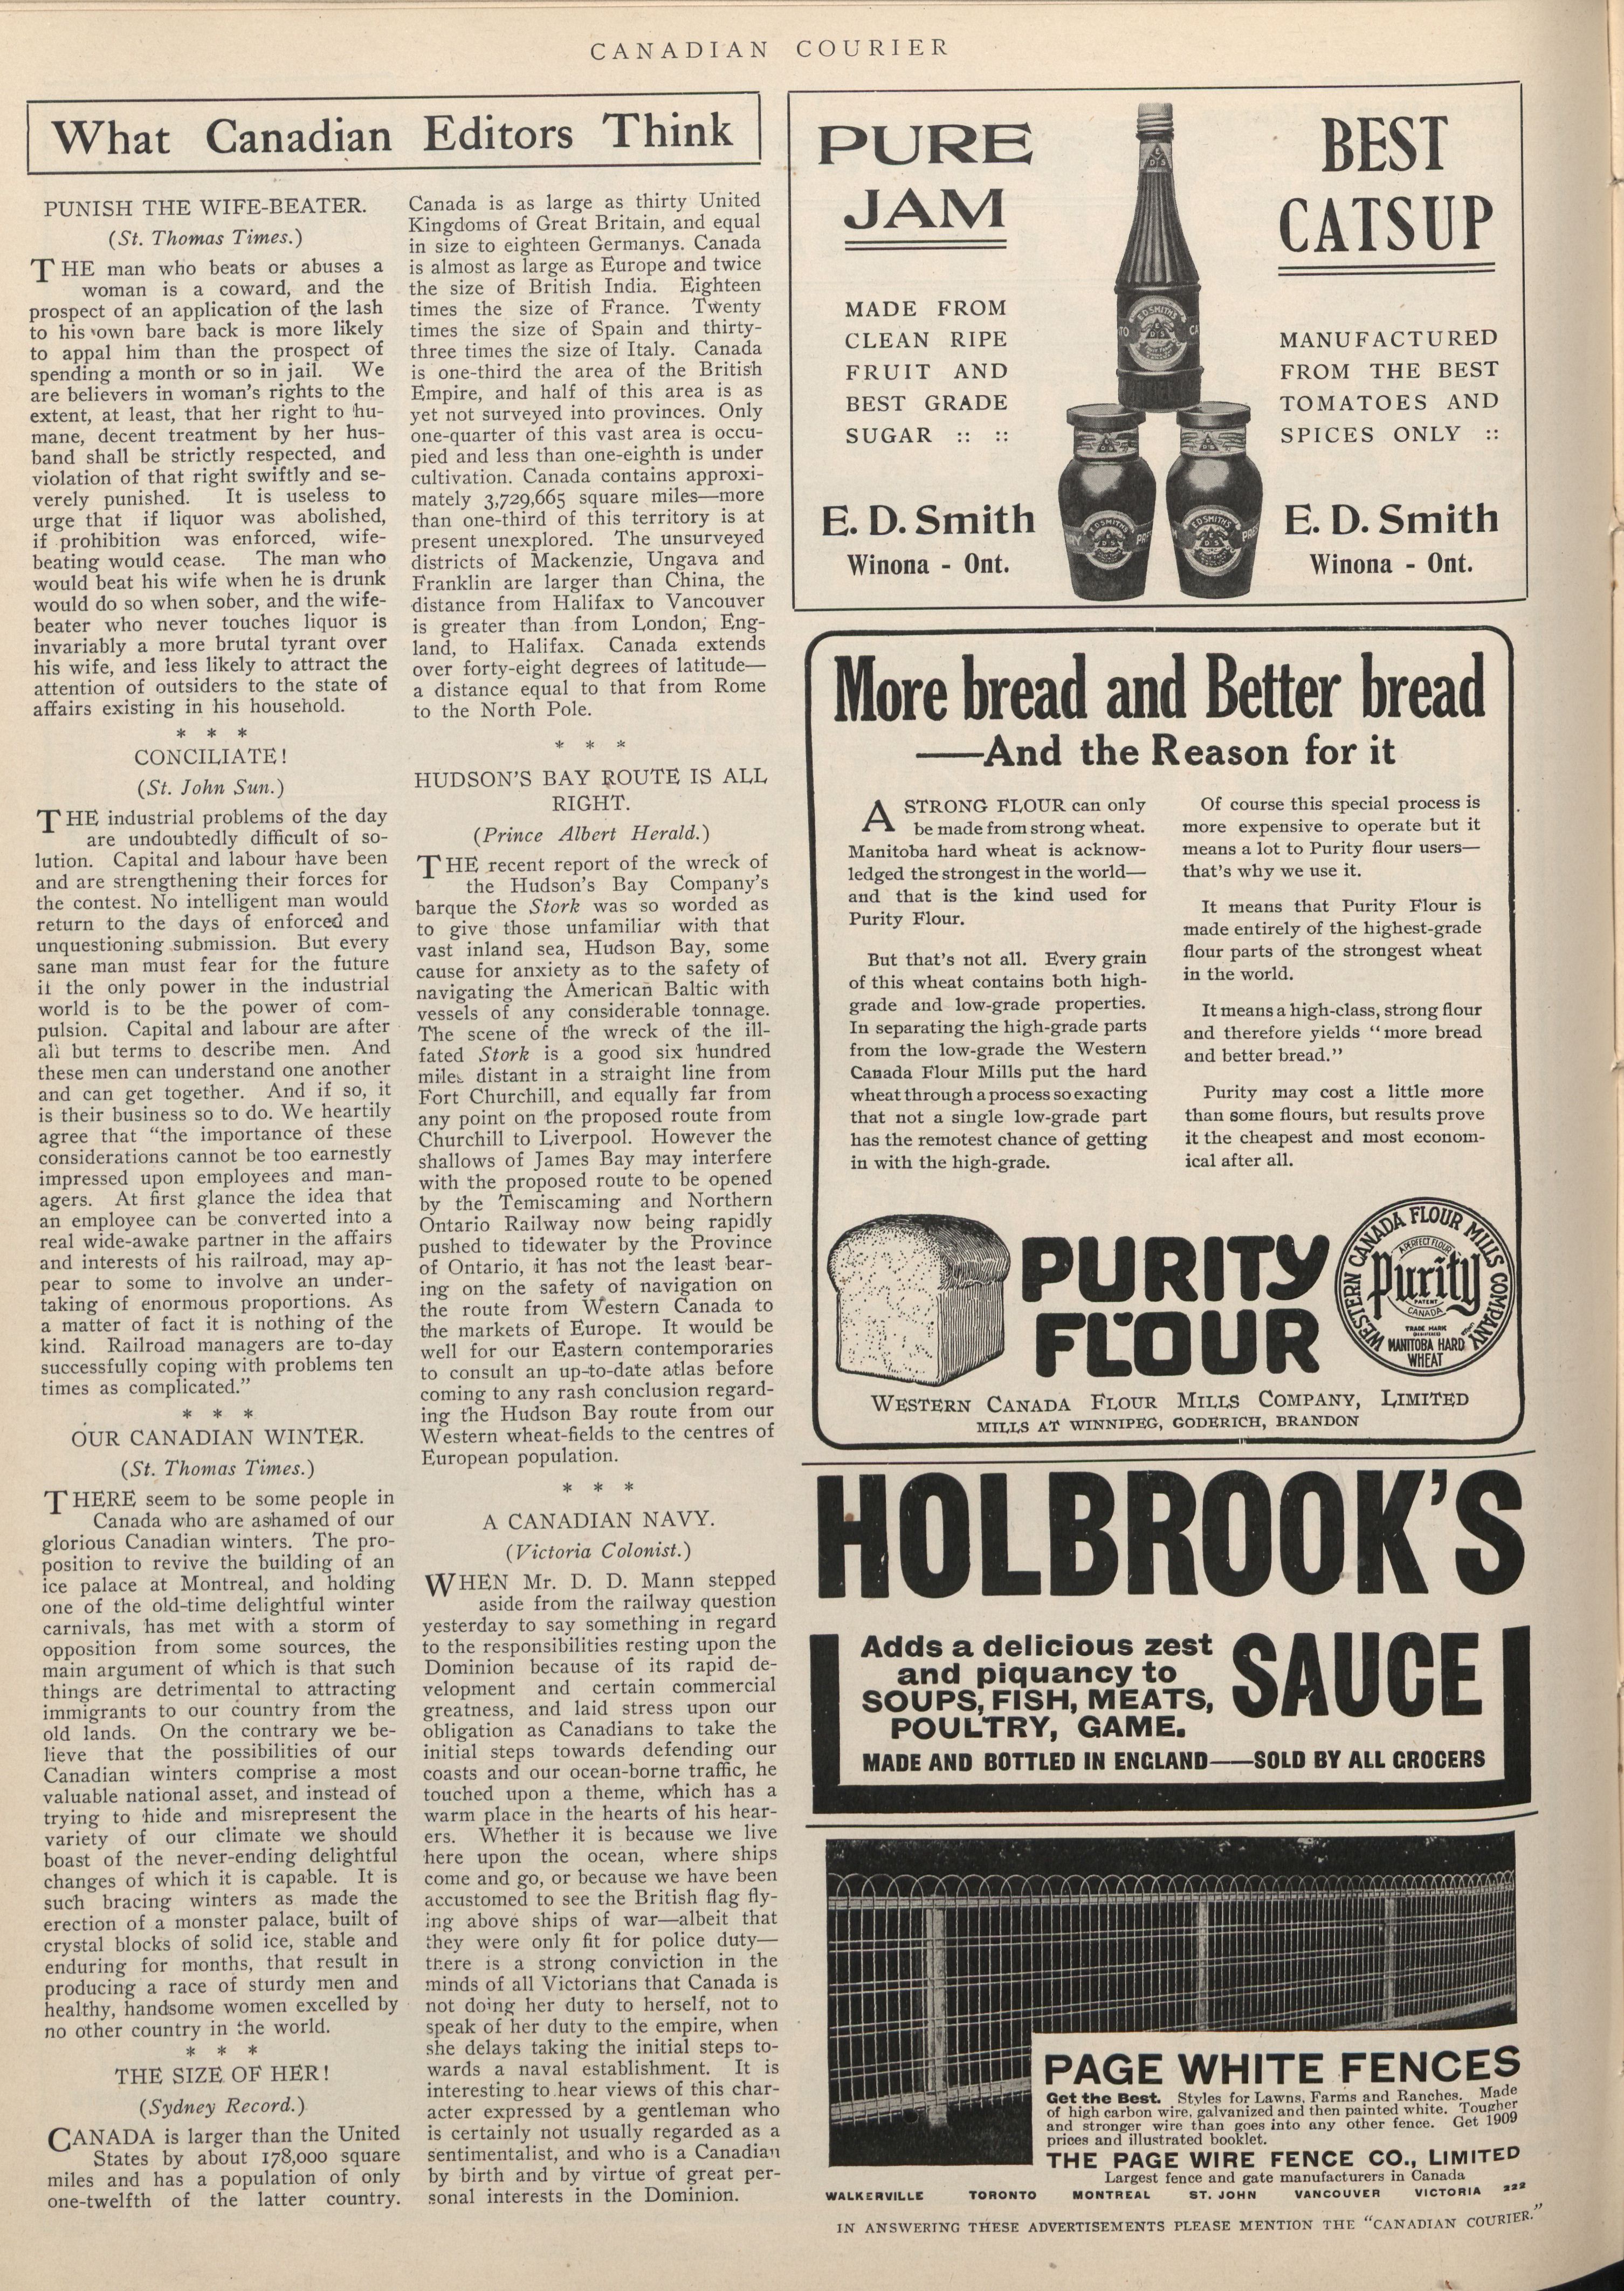 CANADIAN COURIER
What Canadian Editors Think
PUNISH THE WIFE-BEATER.
(St. Thomas Times.)
THE man who beats or abuses a
woman is a coward, and the
prospect of an application of the lash
to his own bare back is more likely
to appal him than the prospect of
spending a month or so in jail. We
are believers in woman's rights to the
extent, at least, that her right to hu-
mane, decent treatment by her hus-
band shall be strictly respected, and
violation of that right swiftly and se-
verely punished. It is useless to
urge that if liquor was abolished,
if prohibition was enforced, wife-
beating would cease. The man who
would beat his wife when he is drunk
would do so when sober, and the wife-
beater who never touches liquor is
invariably a more brutal tyrant over
his wife, and less likely to attract the
attention of outsiders to the state of
affairs existing in his household.
* * *
CONCILIATE!
(St. John Sun.)
THE industrial problems of the day
are undoubtedly difficult of so-
lution. Capital and labour have been
and are strengthening their forces for
the contest. No intelligent man would
return to the days of enforced and
unquestioning submission. But every
sane man must fear for the future
if the only power in the industrial
world is to be the power of com-
pulsion. Capital and labour are after
all but terms to describe men. And
these men can understand one another
and can get together. And if so, it
is their business so to do. We heartily
agree that "the importance of these
considerations cannot be too earnestly
impressed upon employees and man-
agers. At first glance the idea that
an employee can be converted into a
real wide-awake partner in the affairs
and interests of his railroad, may ap-
pear to some to involve an under-
taking of enormous proportions. As
a matter of fact it is nothing of the
kind. Railroad managers are to-day
successfully coping with problems ten
times as complicated."
* * *
OUR CANADIAN WINTER.
(St. Thomas Times.)
THERE seem to be some people in
Canada who are ashamed of our
glorious Canadian winters. The pro-
position to revive the building of an
ice palace at Montreal, and holding
one of the old-time delightful winter
carnivals, has met with a storm of
opposition from some sources, the
main argument of which is that such
things are detrimental to attracting
immigrants to our country from the
old lands. On the contrary we be-
lieve that the possibilities of our
Canadian winters comprise a most
valuable national asset, and instead of
trying to hide and misrepresent the
variety of our climate we should
boast of the never-ending delightful
changes of which it is capable. It is
such bracing winters as made the
erection of a monster palace, built of
crystal blocks of solid ice, stable and
enduring for months, that result in
producing a race of sturdy men and
healthy, handsome women excelled by
no other country in the world.
* * *
THE SIZE OF HER!
(Sydney Record.)
CANADA is larger than the United
States by about 178,000 square
miles and has a population of only
one-twelfth of the latter country.
Canada is as large as thirty United
Kingdoms of Great Britain, and equal
in size to eighteen Germanys. Canada
is almost as large as Europe and twice
the size of British India. Eighteen
times the size of France. Twenty
times the size of Spain and thirty-
three times the size of Italy. Canada
is one-third the area of the British
Empire, and half of this area is as
yet not surveyed into provinces. Only
one-quarter of this vast area is occu-
pied and less than one-eighth is under
cultivation. Canada contains approxi-
mately 3,729,665 square miles—more
than one-third of this territory is at
present unexplored. The unsurveyed
districts of Mackenzie, Ungava and
Franklin are larger than China, the
distance from Halifax to Vancouver
is greater than from London, Eng-
land, to Halifax. Canada extends
over forty-eight degrees of latitude—
a distance equal to that from Rome
to the North Pole.
* * *
HUDSON'S BAY ROUTE IS ALL
RIGHT.
(Prince Albert Herald.)
THE recent report of the wreck of
the Hudson's Bay Company's
barque the Stork was so worded as
to give those unfamiliar with that
vast inland sea, Hudson Bay, some
cause for anxiety as to the safety of
navigating the American Baltic with
vessels of any considerable tonnage.
The scene of the wreck of the ill-
fated Stork is a good six hundred
miles distant in a straight line from
Fort Churchill, and equally far from
any point on the proposed route from
Churchill to Liverpool. However the
shallows of James Bay may interfere
with the proposed route to be opened
by the Temiscaming and Northern
Ontario Railway now being rapidly
pushed to tidewater by the Province
of Ontario, it has not the least bear-
ing on the safety of navigation on
the route from Western Canada to
the markets of Europe. It would be
well for our Eastern contemporaries
to consult an up-to-date atlas before
coming to any rash conclusion regard-
ing the Hudson Bay route from our
Western wheat-fields to the centres of
European population.
* * *
A CANADIAN NAVY.
(Victoria Colonist.)
WHEN Mr. D. D. Mann stepped
aside from the railway question
yesterday to say something in regard
to the responsibilities resting upon the
Dominion because of its rapid de-
velopment and certain commercial
greatness, and laid stress upon our
obligation as Canadians to take the
initial steps towards defending our
coasts and our ocean-borne traffic, he
touched upon a theme, which has a
warm place in the hearts of his hear-
ers. Whether it is because we live
here upon the ocean, where ships
come and go, or because we have been
accustomed to see the British flag fly-
ing above ships of war—albeit that
they were only fit for police duty—
there is a strong conviction in the
minds of all Victorians that Canada is
not doing her duty to herself, not to
speak of her duty to the empire, when
she delays taking the initial steps to-
wards a naval establishment. It is
interesting to hear views of this char-
acter expressed by a gentleman who
is certainly not usually regarded as a
sentimentalist, and who is a Canadian
by birth and by virtue of great per-
sonal interests in the Dominion.
PURE
JAM
MADE FROM
CLEAN RIPE
FRUIT AND
BEST GRADE
SUGAR :: ::
E. D. Smith
Winona - Ont.
E.D.SMITH'S
E.D.SMITH'S
E.D.SMITH'S
BEST
CATSUP
MANUFACTURED
FROM THE BEST
TOMATOES AND
SPICES ONLY ::
E. D. Smith
Winona - Ont.
More bread and Better bread
—And the Reason for it
A STRONG FLOUR can only
be made from strong wheat.
Manitoba hard wheat is acknow-
ledged the strongest in the world—
and that is the kind used for
Purity Flour.
But that's not all. Every grain
of this wheat contains both high-
grade and low-grade properties.
In separating the high-grade parts
from the low-grade the Western
Canada Flour Mills put the hard
wheat through a process so exacting
that not a single low-grade part
has the remotest chance of getting
in with the high-grade.
Of course this special process is
more expensive to operate but it
means a lot to Purity flour users—
that's why we use it.
It means that Purity Flour is
made entirely of the highest-grade
flour parts of the strongest wheat
in the world.
It means a high-class, strong flour
and therefore yields "more bread
and better bread."
Purity may cost a little more
than some flours, but results prove
it the cheapest and most econom-
ical after all.
PURITY
FLOUR
WESTERN CANADA FLOUR MILLS COMPANY
A PERFECT FLOUR
Purity
PATENT
CANADA
TRADE MARK
MANITOBA HARD
WHEAT
WESTERN CANADA FLOUR MILLS COMPANY, LIMITED
MILLS AT WINNIPEG, GODERICH, BRANDON
HOLBROOK'S
Adds a delicious zest
and piquancy to
SOUPS, FISH, MEATS,
POULTRY, GAME.
SAUCE
MADE AND BOTTLED IN ENGLAND—SOLD BY ALL GROCERS
PAGE WHITE FENCES
Get the Best. Styles for Lawns, Farms and Ranches. Made
of high carbon wire, galvanized and then painted white. Tougher
and stronger wire than goes into any other fence. Get 1909
prices and illustrated booklet.
THE PAGE WIRE FENCE CO., LIMITED
Largest fence and gate manufacturers in Canada
WALKERVILLE TORONTO MONTREAL ST. JOHN VANCOUVER VICTORIA 222
IN ANSWERING THESE ADVERTISEMENTS PLEASE MENTION THE "CANADIAN COURIER."